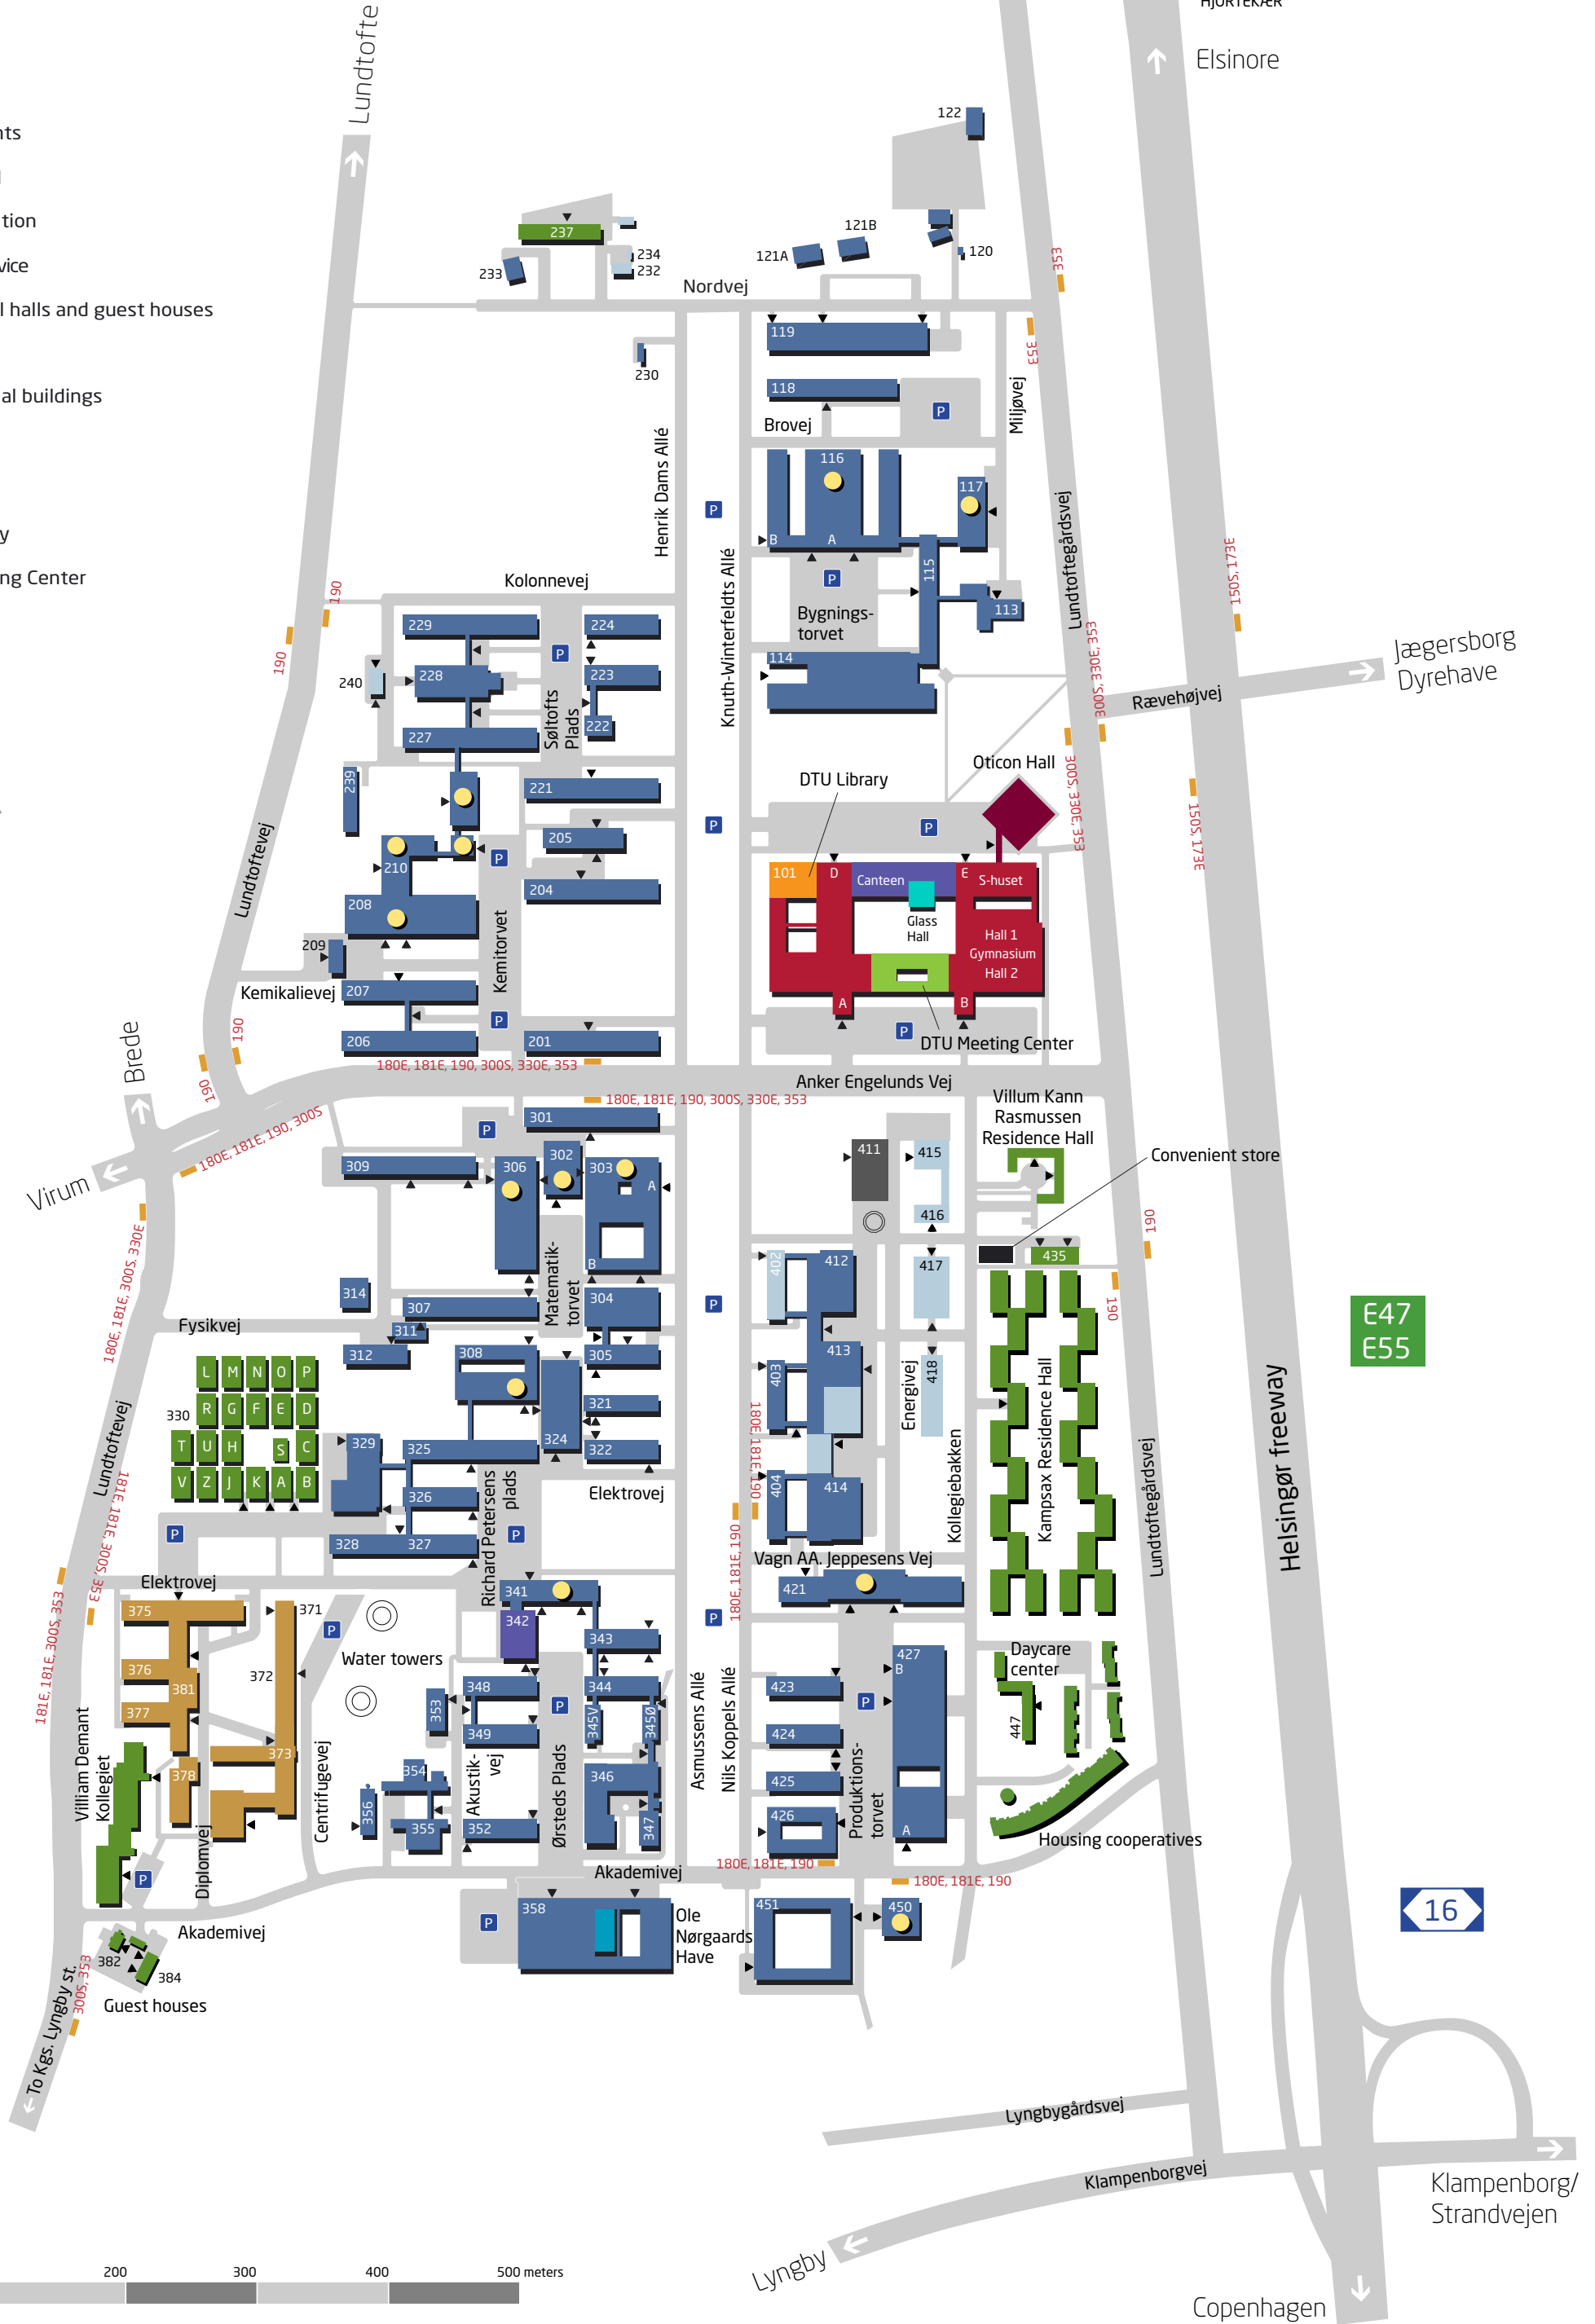 HJORTEKÆR
Elsinore
Lundtofte
nts
tion
vice
l halls and guest houses
al buildings
y
ng Center
122
121B
121A
120
237
234
232
233
Nordvej
119
230
353
353
118
P
Miljøvej
Brovej
Henrik Dams Allé
116
117
P
B
A
115
Lundtoftegårdsvej
150S, 173E
Knuth-Winterfeldts Allé
P
Bygnings-
torvet
113
Kolonnevej
190
190
229
224
P
228
223
240
222
227
Søltofts
Plads
114
300S, 330E, 353
Rævehøjvej
Jægersborg
Dyrehave
239
221
DTU Library
Oticon Hall
300S, 330E, 353
150S, 173E
P
P
205
P
210
204
208
Lundtoftevej
Kemitorvet
101
D
Canteen
E
S-huset
Glass
Hall
Hall 1
Gymnasium
Hall 2
209
Kemikalievej
207
A
B
P
P
206
201
DTU Meeting Center
190
190
Brede
180E, 181E, 190, 300S, 330E, 353
Anker Engelunds Vej
180E, 181E, 190, 300S, 330E, 353
180E, 181E, 190, 300S
Virum
301
P
Villum Kann
Rasmussen
Residence Hall
Convenient store
309
306
302
303
A
B
411
415
416
180E, 181E, 300S, 330E
Matematik-
torvet
402
412
417
435
190
190
314
307
304
P
311
Fysikvej
312
308
305
413
403
418
Energivej
E47
E55
L M N O P
330
R G F E D
T U H S C
V Z J K A B
321
324
322
329
325
326
328
327
Richard Petersens
plads
Elektrovej
P
P
180E, 181E, 190
180E, 181E, 190
404
414
Kollegiebakken
Kampsax Residence Hall
Lundtoftegårdsvej
Helsingør freeway
Lundtoftevej
181E, 181E, 300S, 353
181E, 181E, 300S, 353
Vagn AA. Jeppesens Vej
Elektrovej
421
341
342
P
375
371
P
372
376
381
377
378
373
Water towers
343
348
344
353
349
345V
345Ø
P
354
356
355
352
346
347
Akustik-
vej
Ørsteds Plads
Asmussens Allé
Nils Koppels Allé
423
P
424
425
426
Produktions-
torvet
427
B
A
Daycare
center
447
Housing cooperatives
Villiam Demant
Kollegiet
Diplomvej
Centrifugevej
P
Akademivej
180E, 181E, 190
180E, 181E, 190
P
358
Ole
Nørgaards
Have
451
450
16
Akademivej
382
384
Guest houses
300S, 353
To Kgs. Lyngby st.
Lyngbygårdsvej
Klampenborgvej
Klampenborg/
Strandvejen
Lyngby
Copenhagen
200
300
400
500 meters